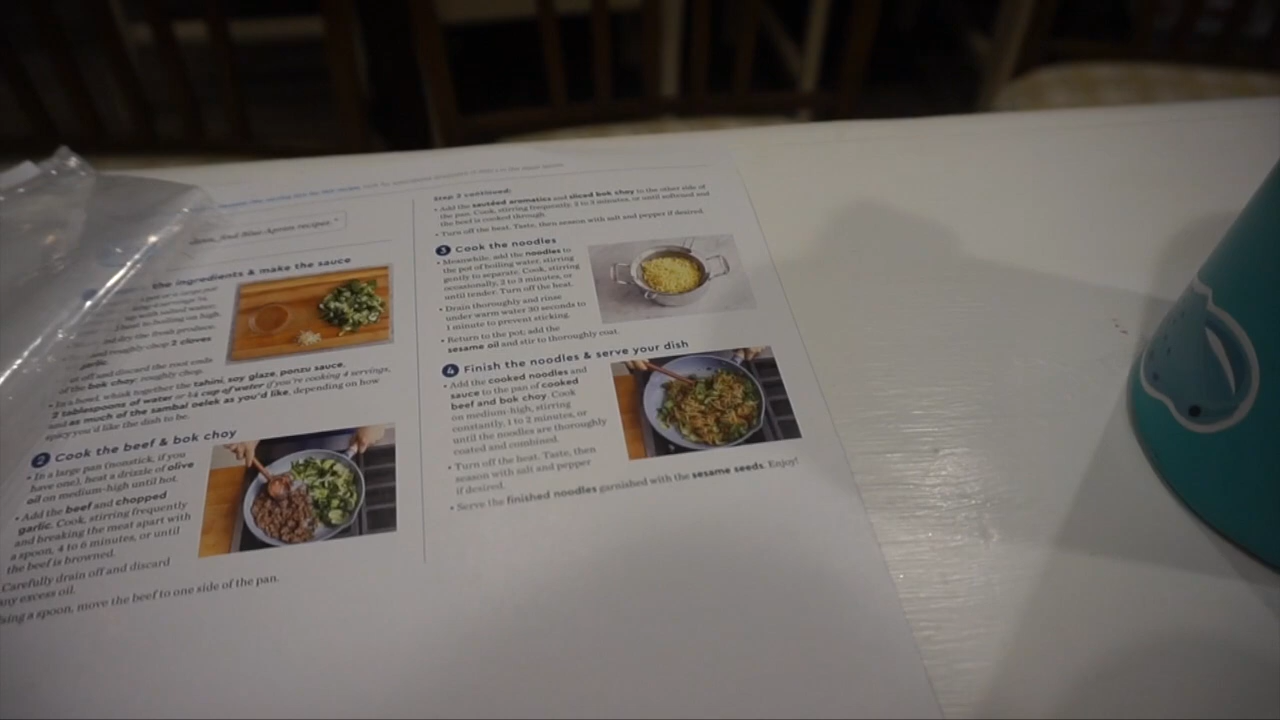 find Blue Apron recipes."
the ingredients & make the sauce
salted water;
to boiling on high.
dry the fresh produce.
and roughly chop 2 cloves
garlic.
off and discard the root ends
of the bok choy; roughly chop.
• In a bowl, whisk together the tahini, soy glaze, ponzu sauce,
2 tablespoons of water or 1/4 cup of water if you're cooking 4 servings,
and as much of the sambal oelek as you'd like, depending on how
spicy you'd like the dish to be.
2 Cook the beef & bok choy
• In a large pan (nonstick, if you
have one), heat a drizzle of olive
oil on medium-high until hot.
• Add the beef and chopped
garlic. Cook, stirring frequently
and breaking the meat apart with
a spoon, 4 to 6 minutes, or until
the beef is browned.
Carefully drain off and discard
any excess oil.
Using a spoon, move the beef to one side of the pan.
Step 2 continued:
• Add the sautéed aromatics and sliced bok choy to the other side of
the pan. Cook, stirring frequently, 2 to 3 minutes, or until softened and
the beef is cooked through.
• Turn off the heat. Taste, then season with salt and pepper if desired.
3 Cook the noodles
• Meanwhile, add the noodles to
the pot of boiling water, stirring
gently to separate. Cook, stirring
occasionally, 2 to 3 minutes, or
until tender. Turn off the heat.
• Drain thoroughly and rinse
under warm water 30 seconds to
1 minute to prevent sticking.
• Return to the pot; add the
sesame oil and stir to thoroughly coat.
4 Finish the noodles & serve your dish
• Add the cooked noodles and
sauce to the pan of cooked
beef and bok choy. Cook
on medium-high, stirring
constantly, 1 to 2 minutes, or
until the noodles are thoroughly
coated and combined.
• Turn off the heat. Taste, then
season with salt and pepper
if desired.
• Serve the finished noodles garnished with the sesame seeds. Enjoy!